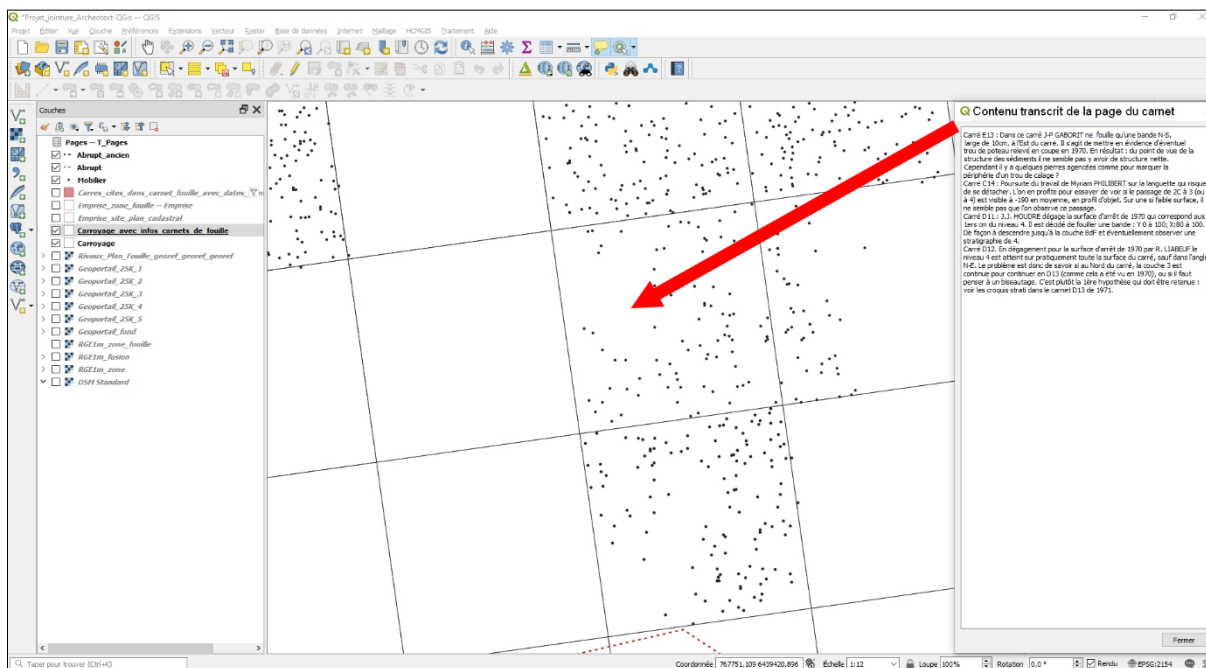 *Projet_jointure_Archeotext-QGis — QGIS
Projet Éditer Vue Couche Préférences Extensions Vecteur Raster Base de données Internet Maillage HCMGIS Traitement Aide
Couches
Pages — T_Pages
Abrupt_ancien
Abrupt
Mobilier
Carres_cites_dans_carnet_fouille_avec_dates_
Emprise_zone_fouille — Emprise
Emprise_site_plan_cadastral
Carroyage_avec_infos_carnets_de_fouille
Carroyage
Rivaux_Plan_Fouille_georef_georef_georef
Geoportail_25K_1
Geoportail_25K_2
Geoportail_25K_3
Geoportail_25K_4
Geoportail_25K_5
Geoportail_fond
RGE1m_zone_fouille
RGE1m_fusion
RGE1m_zone
OSM Standard
Contenu transcrit de la page du carnet
Carré E13 : Dans ce carré J-P GABORIT ne fouille qu'une bande N-S,
large de 10cm, à l'Est du carré. Il s'agit de mettre en évidence d'éventuel
trou de poteau relevé en coupe en 1970. En résultat : du point de vue de la
structure des sédiments il ne semble pas y avoir de structure nette.
Cependant il y a quelques pierres agencées comme pour marquer la
périphérie d'un trou de calage ?
Carré C14 : Poursuite du travail de Myriam PHILIBERT sur la languette qui risque
de se détacher. L'on en profite pour essayer de voir si le passage de 2C à 3 (ou
à 4) est visible à -190 en moyenne, en profil d'objet. Sur une si faible surface, il
ne semble pas que l'on observe ce passage.
Carré D11 : J.J. HOUDRE dégage la surface d'arrêt de 1970 qui correspond aux
1ers cm du niveau 4. Il est décidé de fouiller une bande : Y 0 à 100; X:80 à 100.
De façon à descendre jusqu'à la couche BdF et éventuellement observer une
stratigraphie de 4.
Carré D12. En dégagement pour la surface d'arrêt de 1970 par R. LIABEUF le
niveau 4 est atteint sur pratiquement toute la surface du carré, sauf dans l'angle
N-E. Le problème est donc de savoir si au Nord du carré, la couche 3 est
continue pour continuer en D13 (comme cela a été vu en 1970), ou si il faut
penser à un biseautage. C'est plutôt la 1ère hypothèse qui doit être retenue :
voir les croquis strati dans le carnet D13 de 1971.
Fermer
Taper pour trouver (Ctrl+K)
Coordonnée 767751,109 6439420,896 Échelle 1:12 Loupe 100% Rotation 0,0 ° Rendu EPSG:2154